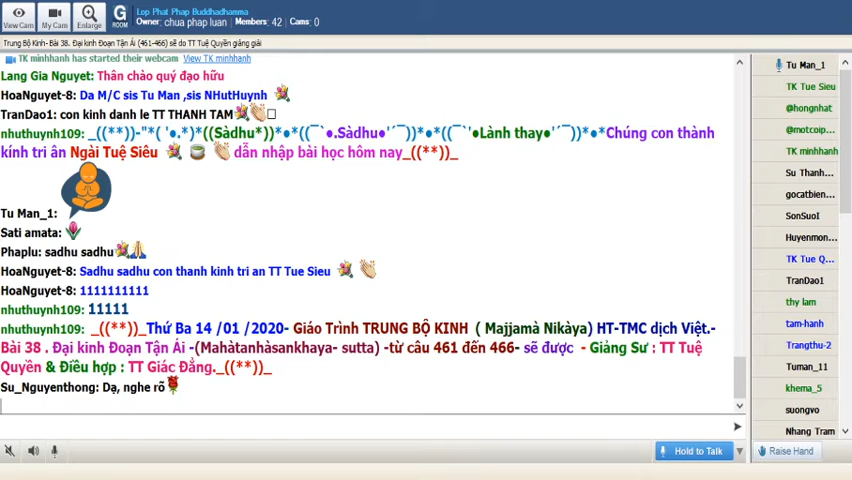 Lop Phat Phap Buddhadhamma
Owner: chua phap luan Members: 42 Cams: 0
View Cam My Cam Enlarge G ROOM
Trung Bộ Kinh- Bài 38. Đại kinh Đoạn Tận Ái (461-466) sẽ do TT Tuệ Quyền giảng giải
TK minhhanh has started their webcam View TK minhhanh
Lang Gia Nguyet: Thân chào quý đạo hữu
HoaNguyet-8: Da M/C sis Tu Man ,sis NHutHuynh
TranDao1: con kinh danh le TT THANH TAM
nhuthuynh109: _((**))-"*( '●.*)*((Sàdhu*))*●*((¯`●.Sàdhu●'´¯))*●*((¯`'●Lành thay●'´¯))*●*Chúng con thành
kính tri ân Ngài Tuệ Siêu dẫn nhập bài học hôm nay_((**))_
Tu Man_1:
Sati amata:
Phaplu: sadhu sadhu
HoaNguyet-8: Sadhu sadhu con thanh kinh tri an TT Tue Sieu
HoaNguyet-8: 1111111111
nhuthuynh109: 11111
nhuthuynh109: _((**))_Thứ Ba 14 /01 /2020- Giáo Trình TRUNG BỘ KINH ( Majjamà Nikàya) HT-TMC dịch Việt.-
Bài 38 . Đại kinh Đoạn Tận Ái -(Mahàtanhàsankhaya- sutta) -từ câu 461 đến 466- sẽ được - Giảng Sư : TT Tuệ
Quyền & Điều hợp : TT Giác Đẳng._((**))_
Su_Nguyenthong: Dạ, nghe rõ
Hold to Talk
Tu Man_1
TK Tue Sieu
@hongnhat
@motcoip...
TK minhhanh
Su Thanh...
gocatbien...
SonSuoI
Huyenmon...
TK Tue Q...
TranDao1
thy lam
tam-hanh
Trangthu-2
Tuman_11
khema_5
suongvo
Nhang Tram
Raise Hand